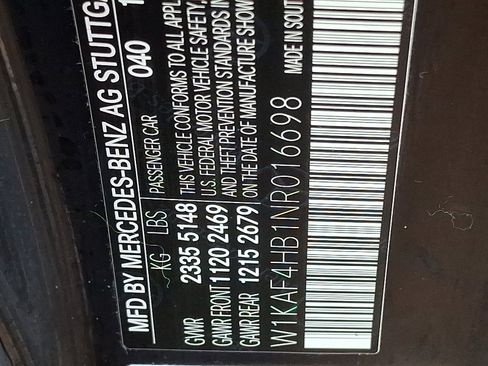 MFD BY MERCEDES-BENZ AG STUTTG
040
PASSENGER CAR
KG / LBS
GWR 2335 5148
GAWR FRONT 1120 2469
GAWR REAR 1215 2679
MADE IN SOUT
THIS VEHICLE CONFORMS TO ALL APPL
U.S. FEDERAL MOTOR VEHICLE SAFETY,
AND THEFT PREVENTION STANDARDS IN
ON THE DATE OF MANUFACTURE SHOW
W1KAF4HB1NR016698